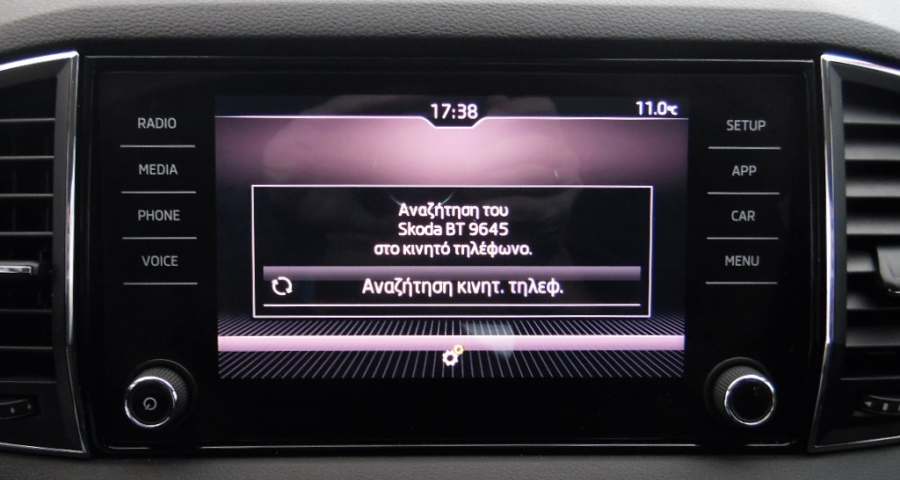 17:38
11.0°C
RADIO
MEDIA
PHONE
VOICE
Αναζήτηση του
Skoda BT 9645
στο κινητό τηλέφωνο.
Αναζήτηση κινητ. τηλεφ.
SETUP
APP
CAR
MENU